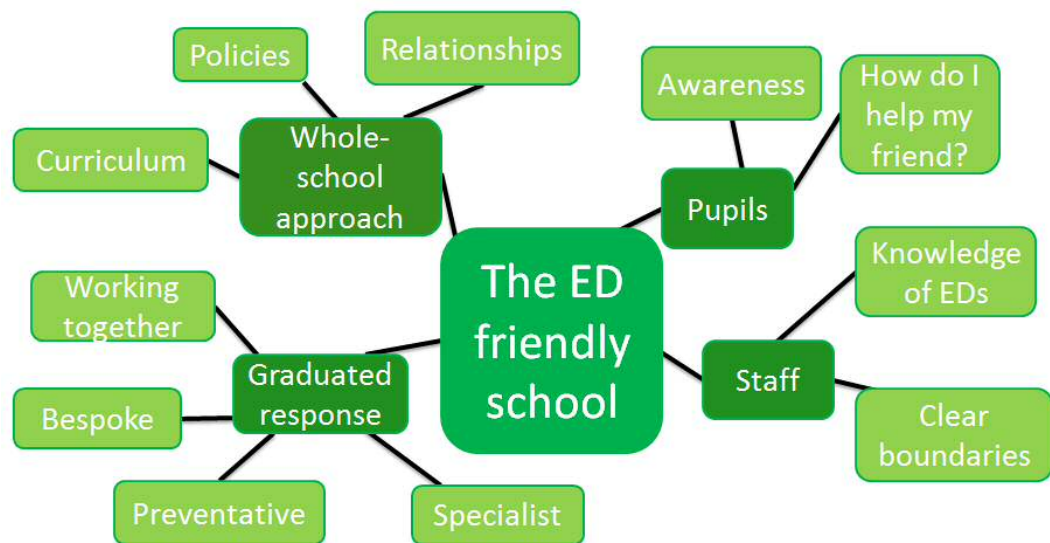 Policies
Relationships
Curriculum
Whole-
school
approach
Awareness
How do I
help my
friend?
Pupils
The ED
friendly
school
Knowledge
of EDs
Staff
Clear
boundaries
Working
together
Graduated
response
Bespoke
Preventative
Specialist